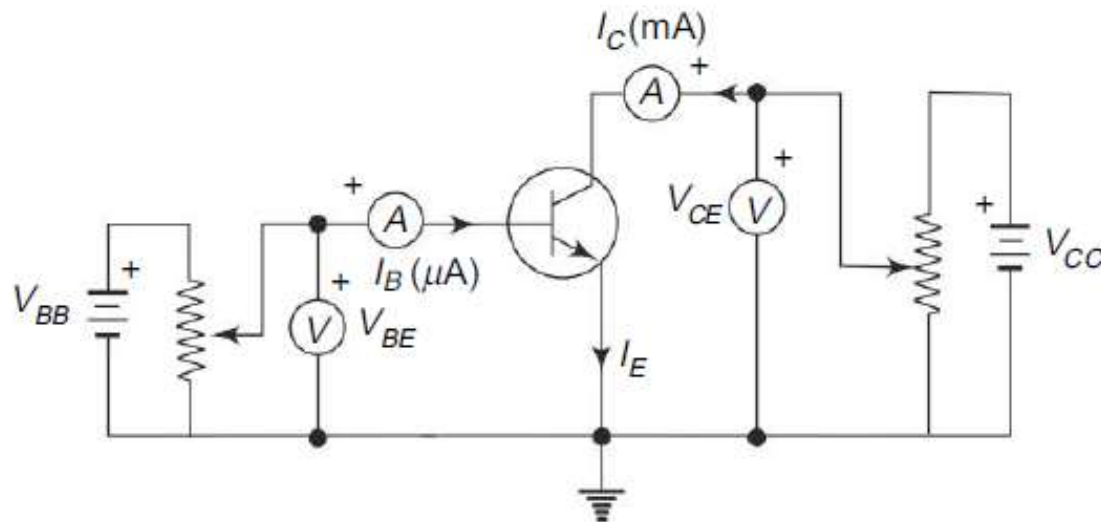 I_C (mA)
+
A
+
V_CE
V
+
V_CC
+
A
I_B (μA)
+
V_BB
+
V
V_BE
I_E